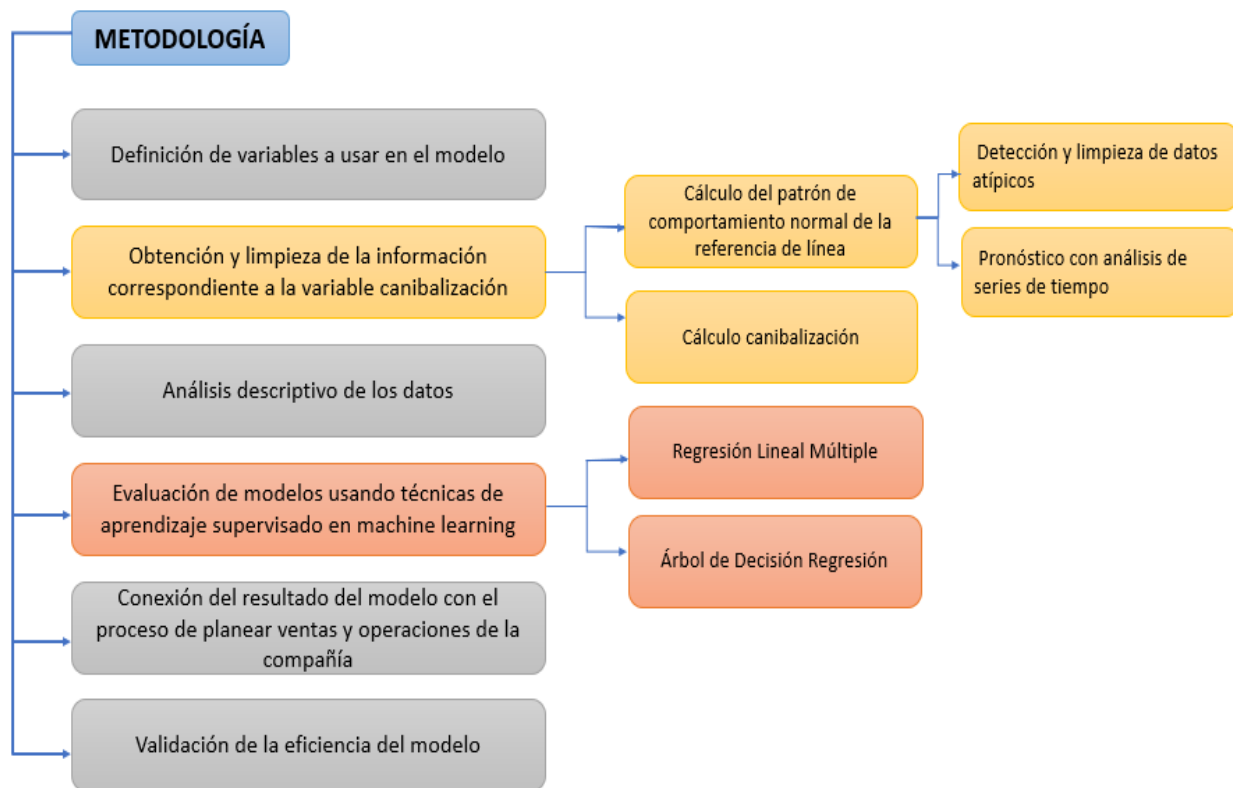 METODOLOGÍA
Definición de variables a usar en el modelo
Obtención y limpieza de la información
correspondiente a la variable canibalización
Cálculo del patrón de
comportamiento normal de la
referencia de línea
Detección y limpieza de datos
atípicos
Pronóstico con análisis de
series de tiempo
Cálculo canibalización
Análisis descriptivo de los datos
Evaluación de modelos usando técnicas de
aprendizaje supervisado en machine learning
Regresión Lineal Múltiple
Árbol de Decisión Regresión
Conexión del resultado del modelo con el
proceso de planear ventas y operaciones de la
compañía
Validación de la eficiencia del modelo